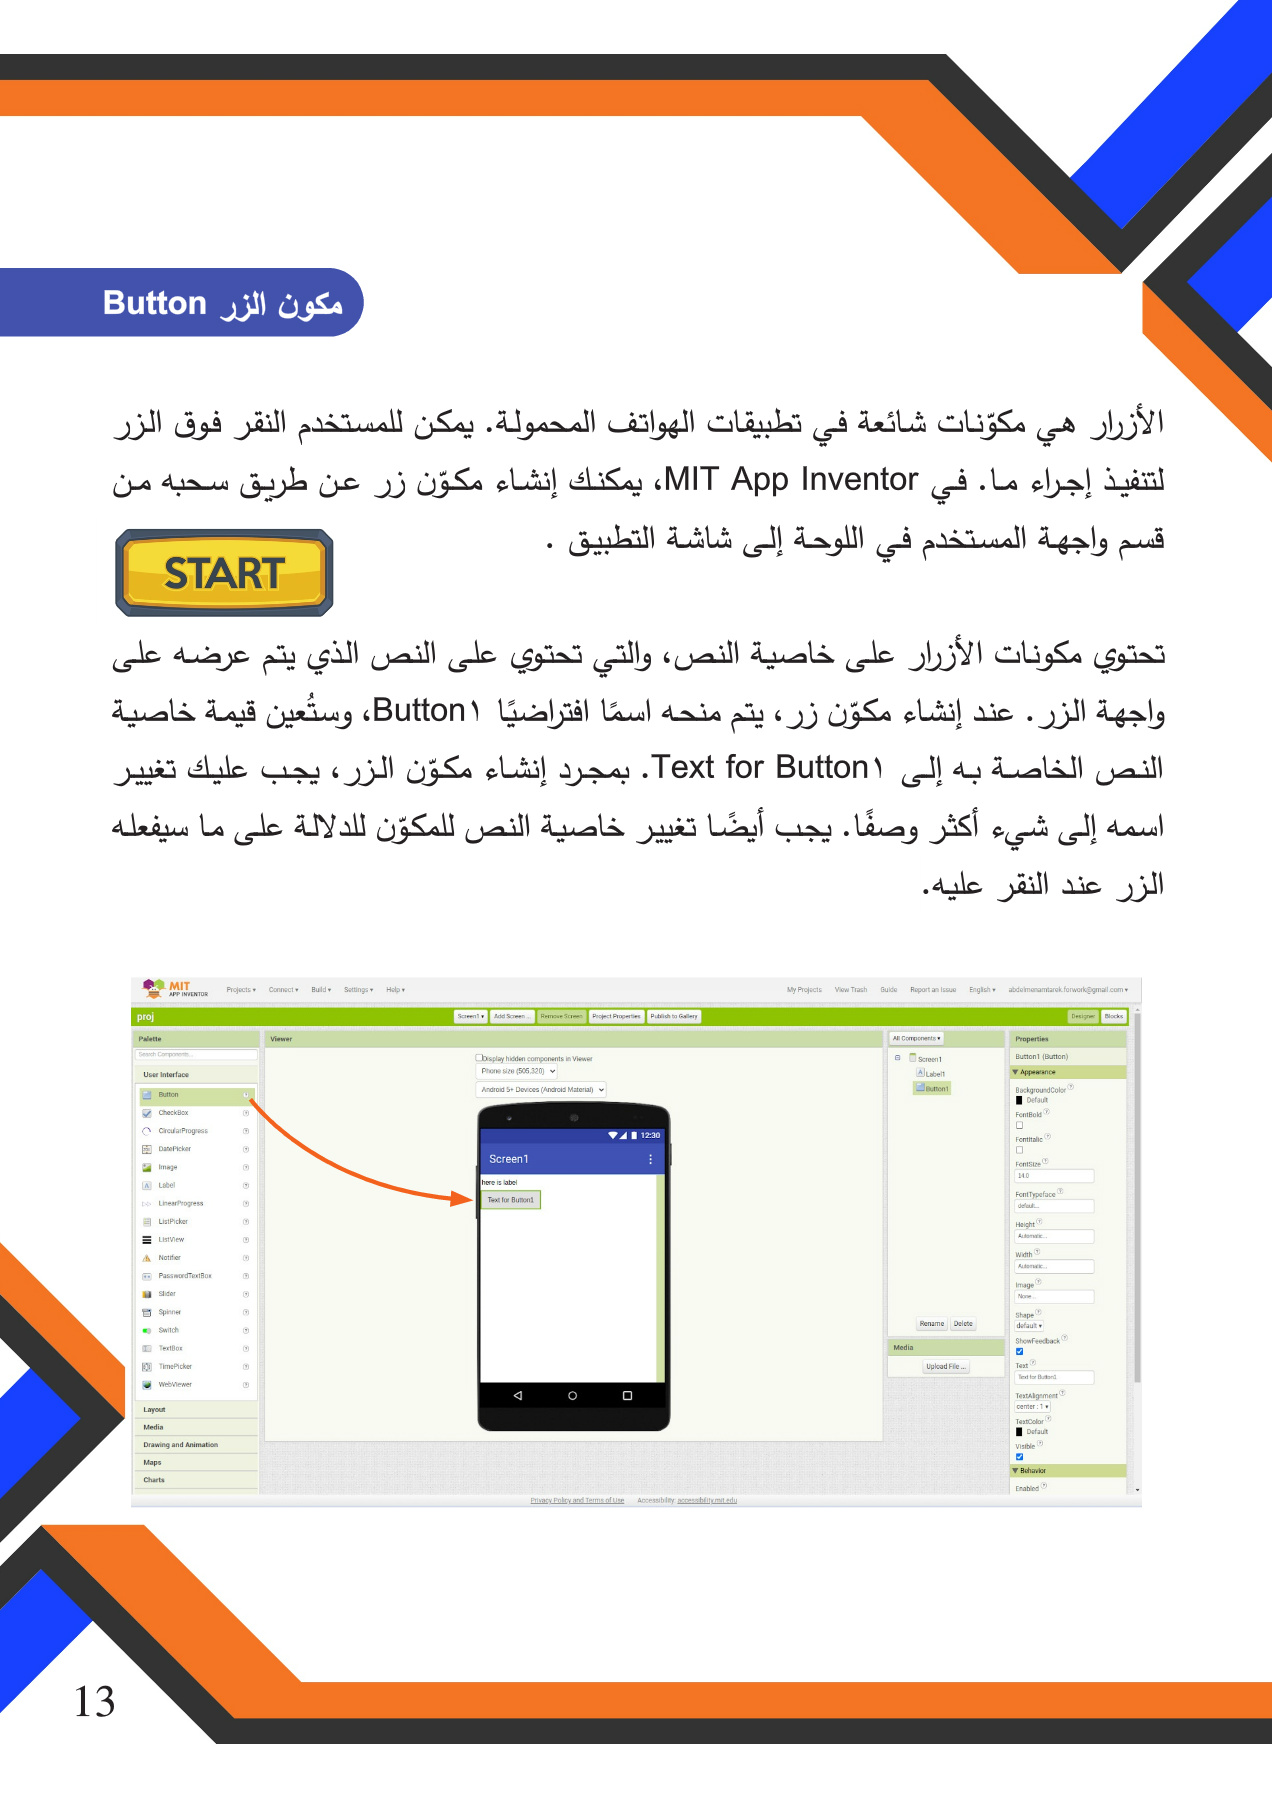 مكون الزر Button
الأزرار هي مكوّنات شائعة في تطبيقات الهواتف المحمولة. يمكن للمستخدم النقر فوق الزر
لتنفيذ إجراء ما. في MIT App Inventor، يمكنك إنشاء مكوّن زر عن طريق سحبه من
قسم واجهة المستخدم في اللوحة إلى شاشة التطبيق .
START
تحتوي مكونات الأزرار على خاصية النص، والتي تحتوي على النص الذي يتم عرضه على
واجهة الزر. عند إنشاء مكوّن زر، يتم منحه اسمًا افتراضيًا Button١، وستُعين قيمة خاصية
النص الخاصة به إلى Text for Button١. بمجرد إنشاء مكوّن الزر، يجب عليك تغيير
اسمه إلى شيء أكثر وصفًا. يجب أيضًا تغيير خاصية النص للمكوّن للدلالة على ما سيفعله
الزر عند النقر عليه.
MIT
APP INVENTOR
Projects ▾ Connect ▾ Build ▾ Settings ▾ Help ▾ My Projects View Trash Guide Report an Issue English ▾ abdelmenamtarek.forwork@gmail.com ▾
proj Screen1 ▾ Add Screen ... Remove Screen Project Properties Publish to Gallery Designer Blocks
Palette
Search Components...
User Interface
Button
CheckBox
CircularProgress
DatePicker
Image
Label
LinearProgress
ListPicker
ListView
Notifier
PasswordTextBox
Slider
Spinner
Switch
TextBox
TimePicker
WebViewer
Layout
Media
Drawing and Animation
Maps
Charts
Viewer
Display hidden components in Viewer
Phone size (505,320)
Android 5+ Devices (Android Material)
12:30
Screen1
here is label
Text for Button1
All Components ▾
Screen1
Label1
Button1
Rename Delete
Media
Upload File ...
Properties
Button1 (Button)
Appearance
BackgroundColor
Default
FontBold
FontItalic
FontSize
14.0
FontTypeface
default...
Height
Automatic...
Width
Automatic...
Image
None...
Shape
default ▾
ShowFeedback
Text
Text for Button1
TextAlignment
center : 1 ▾
TextColor
Default
Visible
Behavior
Enabled
Privacy Policy and Terms of Use Accessibility: accessibility.mit.edu
13